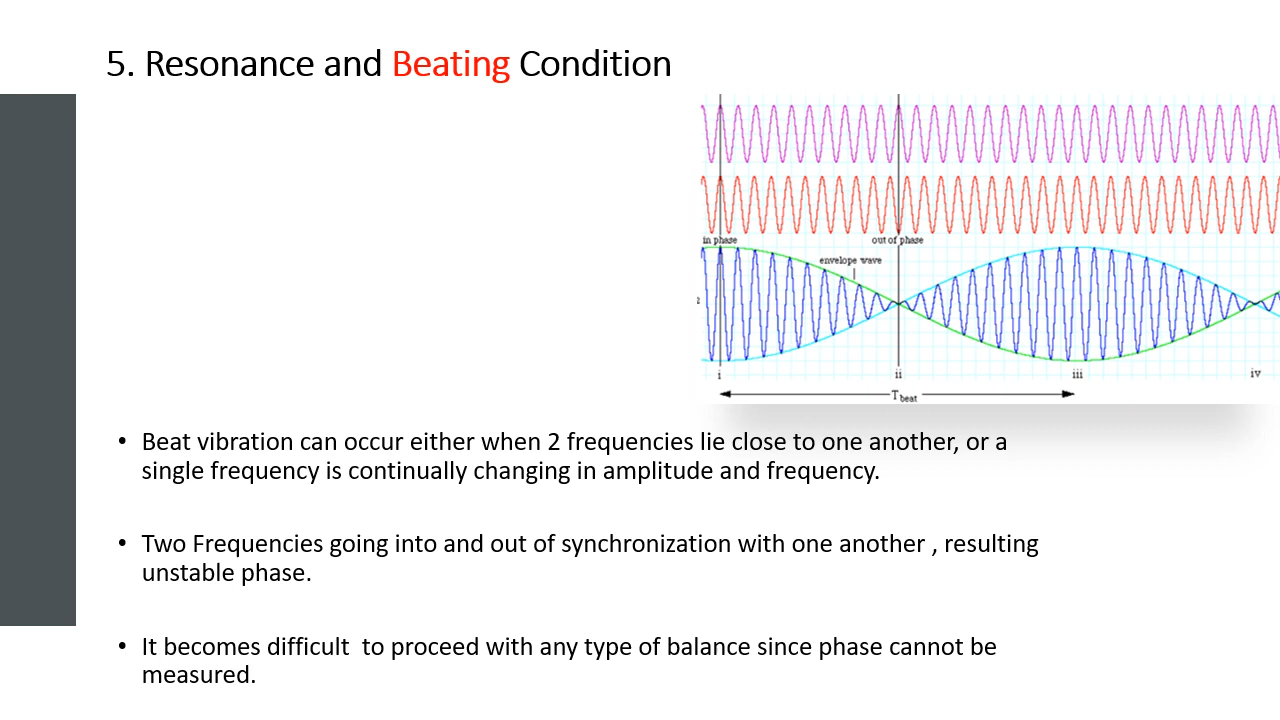 5. Resonance and Beating Condition
in phase
out of phase
envelope wave
i
ii
iii
iv
T beat
• Beat vibration can occur either when 2 frequencies lie close to one another, or a
single frequency is continually changing in amplitude and frequency.
• Two Frequencies going into and out of synchronization with one another , resulting
unstable phase.
• It becomes difficult  to proceed with any type of balance since phase cannot be
measured.